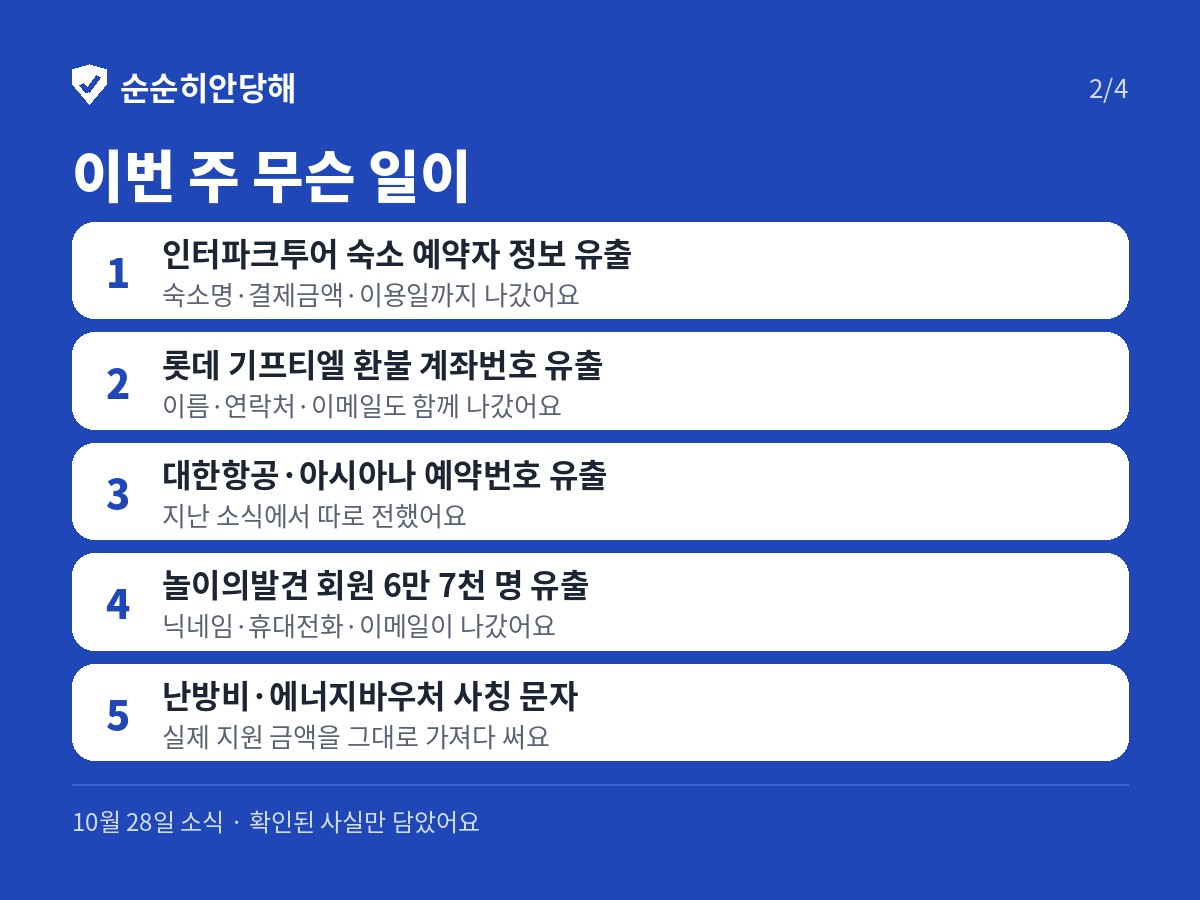 순순히안당해
2/4
이번 주 무슨 일이
1
인터파크투어 숙소 예약자 정보 유출
숙소명·결제금액·이용일까지 나갔어요
2
롯데 기프티엘 환불 계좌번호 유출
이름·연락처·이메일도 함께 나갔어요
3
대한항공·아시아나 예약번호 유출
지난 소식에서 따로 전했어요
4
놀이의발견 회원 6만 7천 명 유출
닉네임·휴대전화·이메일이 나갔어요
5
난방비·에너지바우처 사칭 문자
실제 지원 금액을 그대로 가져다 써요
10월 28일 소식 · 확인된 사실만 담았어요